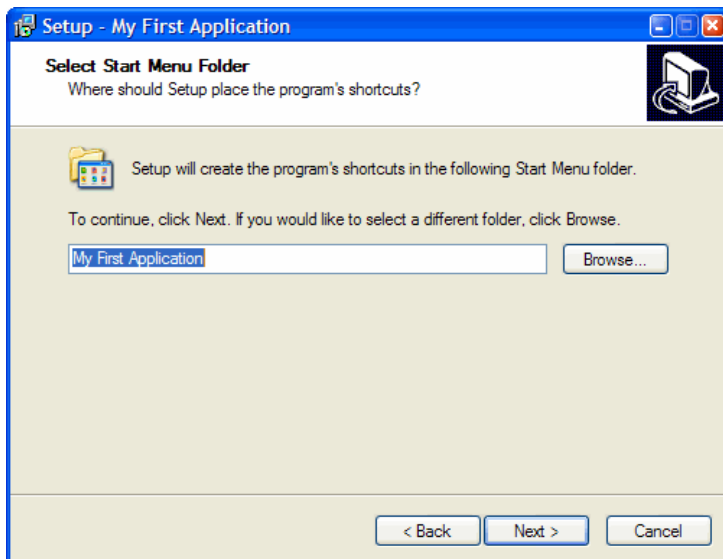 Setup - My First Application
Select Start Menu Folder
Where should Setup place the program's shortcuts?
Setup will create the program's shortcuts in the following Start Menu folder.
To continue, click Next. If you would like to select a different folder, click Browse.
My First Application
Browse...
< Back
Next >
Cancel